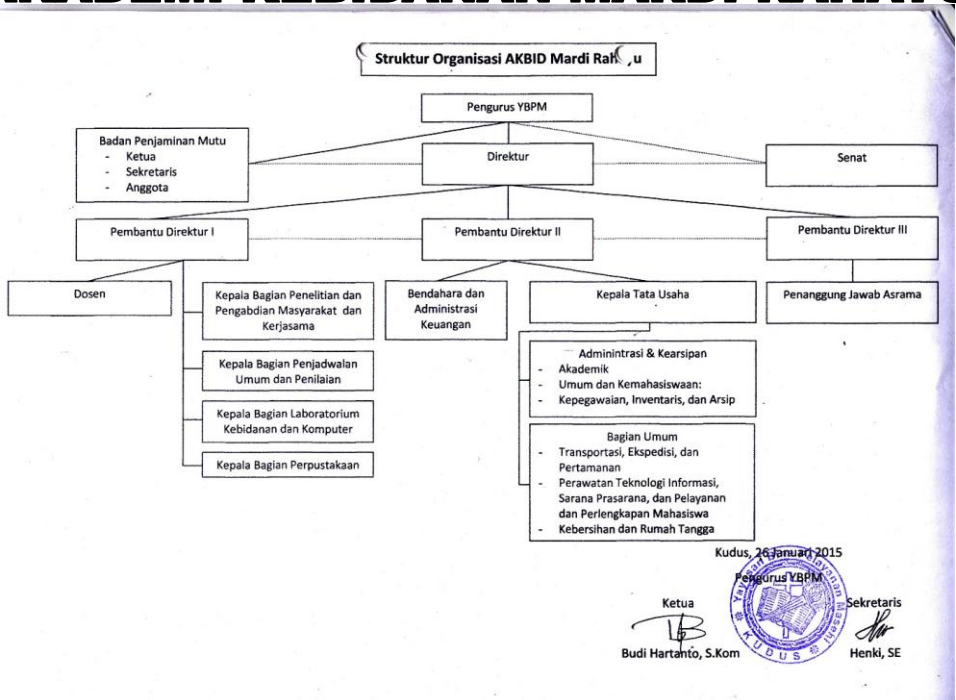 Struktur Organisasi AKBID Mardi
Pengurus YBPM
Badan Penjaminan Mutu
- Ketua
- Sekretaris
- Anggota
Direktur
Senat
Pembantu Direktur I
Pembantu Direktur II
Pembantu Direktur III
Dosen
Kepala Bagian Penelitian dan
Pengabdian Masyarakat dan
Kerjasama
Kepala Bagian Penjadwalan
Umum dan Penilaian
Kepala Bagian Laboratorium
Kebidanan dan Komputer
Kepala Bagian Perpustakaan
Bendahara dan
Administrasi
Keuangan
Kepala Tata Usaha
Adminintrasi & Kearsipan
- Akademik
- Umum dan Kemahasiswaan:
- Kepegawaian, Inventaris, dan Arsip
Bagian Umum
- Transportasi, Ekspedisi, dan
Pertamanan
- Perawatan Teknologi Informasi,
Sarana Prasarana, dan Pelayanan
dan Perlengkapan Mahasiswa
- Kebersihan dan Rumah Tangga
Penanggung Jawab Asrama
Kudus, 26 Januari 2015
Pengurus YBPM
Ketua
Sekretaris
Budi Hartanto, S.Kom
Henki, SE
KUDUS